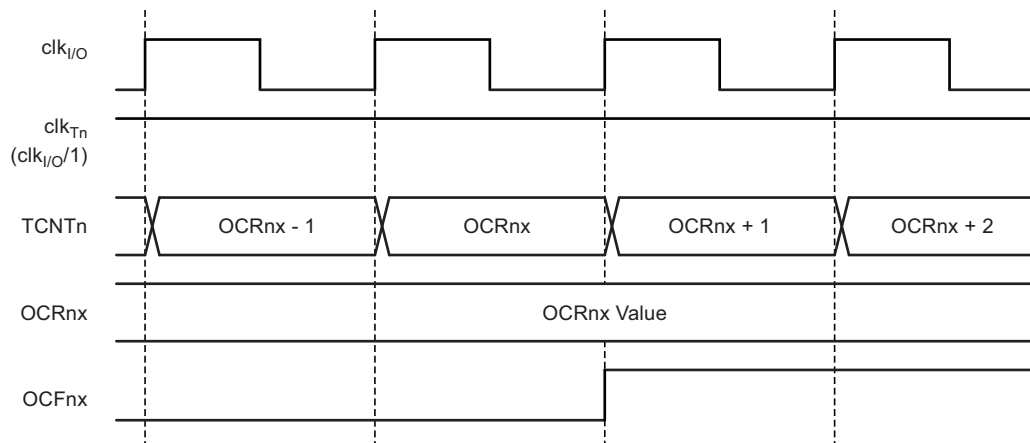 clkI/O
clkTn
(clkI/O/1)
TCNTn
OCRnx - 1
OCRnx
OCRnx + 1
OCRnx + 2
OCRnx
OCRnx Value
OCFnx